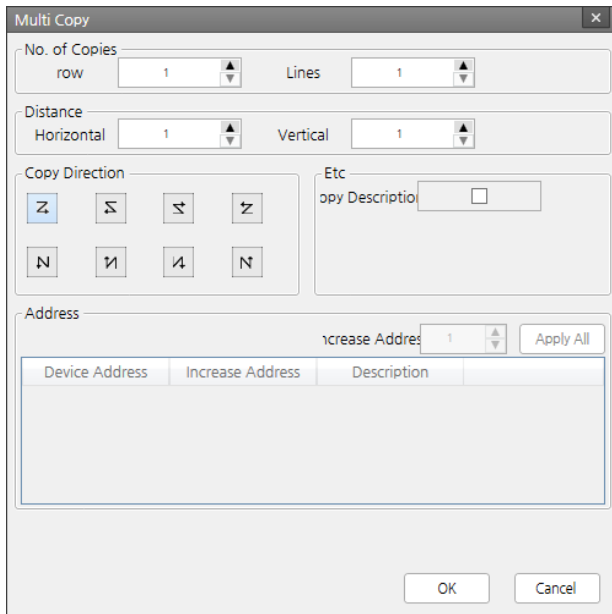 Multi Copy
No. of Copies
row 1 Lines 1
Distance
Horizontal 1 Vertical 1
Copy Direction
Etc
opy Description
Address
ncrease Addres 1 Apply All
Device Address Increase Address Description
OK Cancel